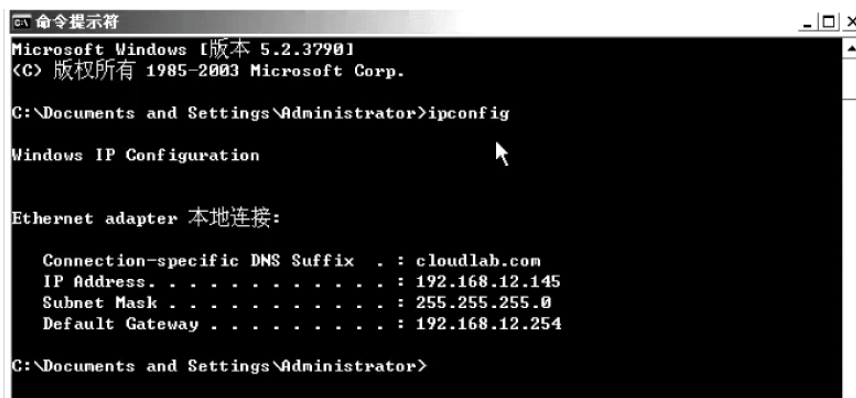 命令提示符
Microsoft Windows [版本 5.2.3790]
(C) 版权所有 1985-2003 Microsoft Corp.
C:\Documents and Settings\Administrator>ipconfig
Windows IP Configuration
Ethernet adapter 本地连接:
Connection-specific DNS Suffix . : cloudlab.com
IP Address. . . . . . . . . . . . : 192.168.12.145
Subnet Mask . . . . . . . . . . . : 255.255.255.0
Default Gateway . . . . . . . . . : 192.168.12.254
C:\Documents and Settings\Administrator>